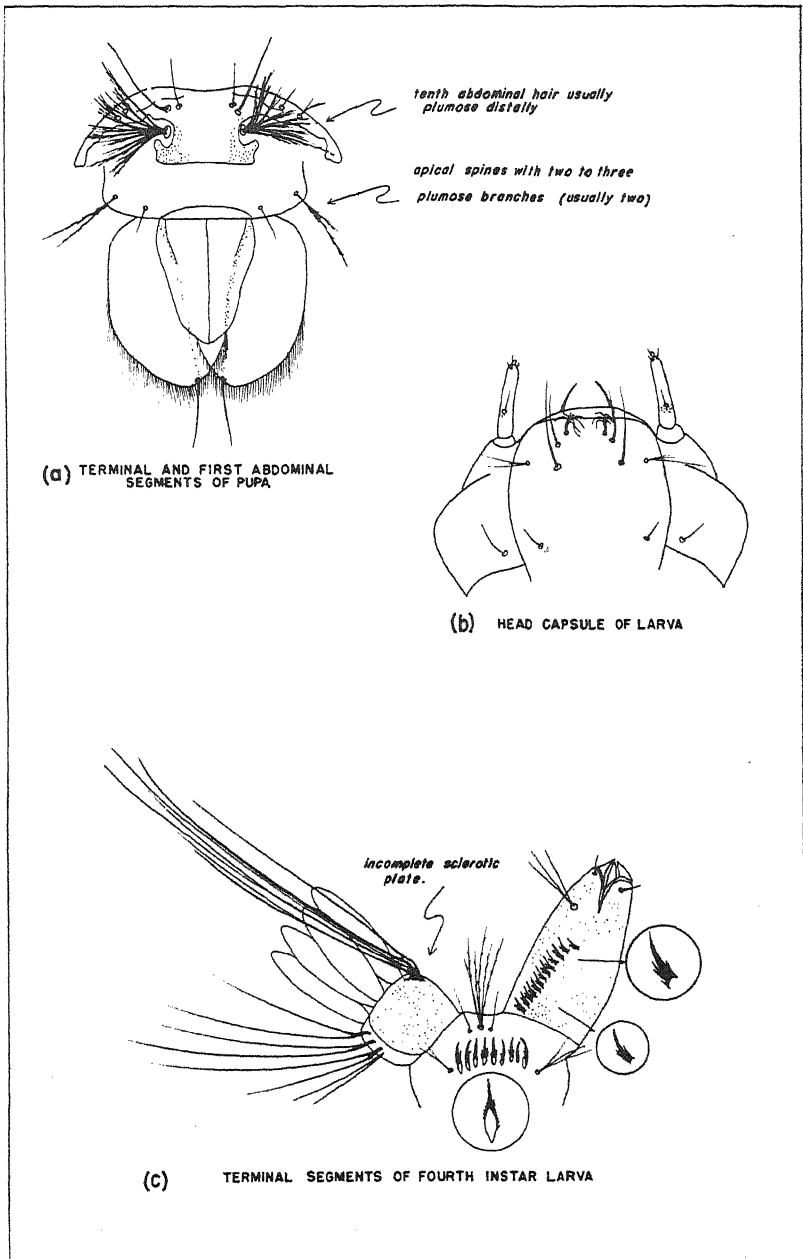 tenth abdominal hair usually
plumose distally
apical spines with two to three
plumose branches (usually two)
(a) TERMINAL AND FIRST ABDOMINAL
SEGMENTS OF PUPA
(b) HEAD CAPSULE OF LARVA
incomplete sclerotic
plate.
(c) TERMINAL SEGMENTS OF FOURTH INSTAR LARVA